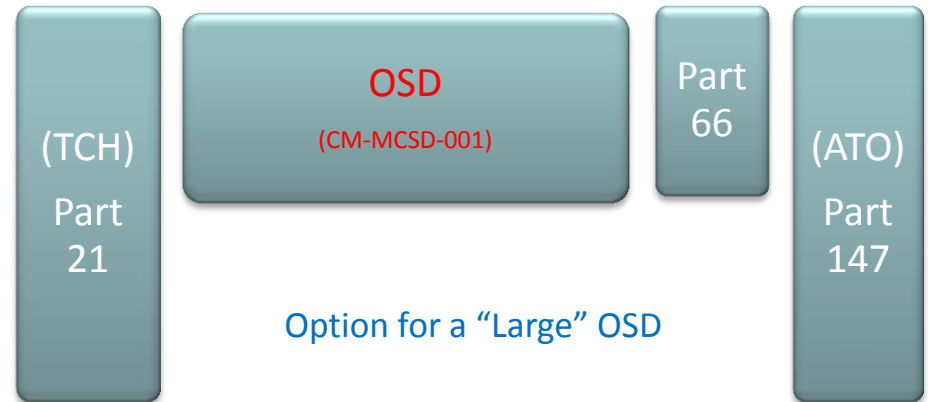 (TCH)
Part
21
OSD
(CM-MCSD-001)
Part
66
(ATO)
Part
147
Option for a “Large” OSD